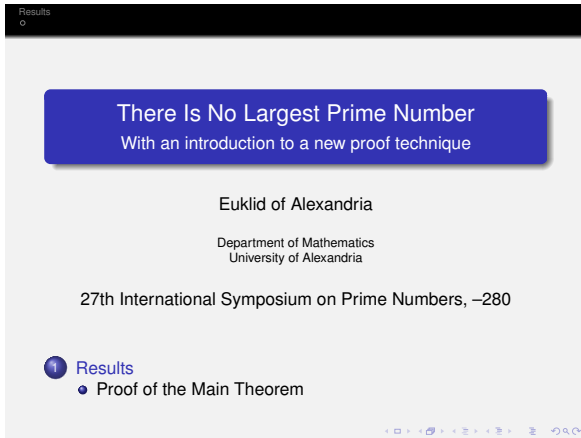 Results
There Is No Largest Prime Number
With an introduction to a new proof technique
Euklid of Alexandria
Department of Mathematics
University of Alexandria
27th International Symposium on Prime Numbers, –280
1 Results
Proof of the Main Theorem